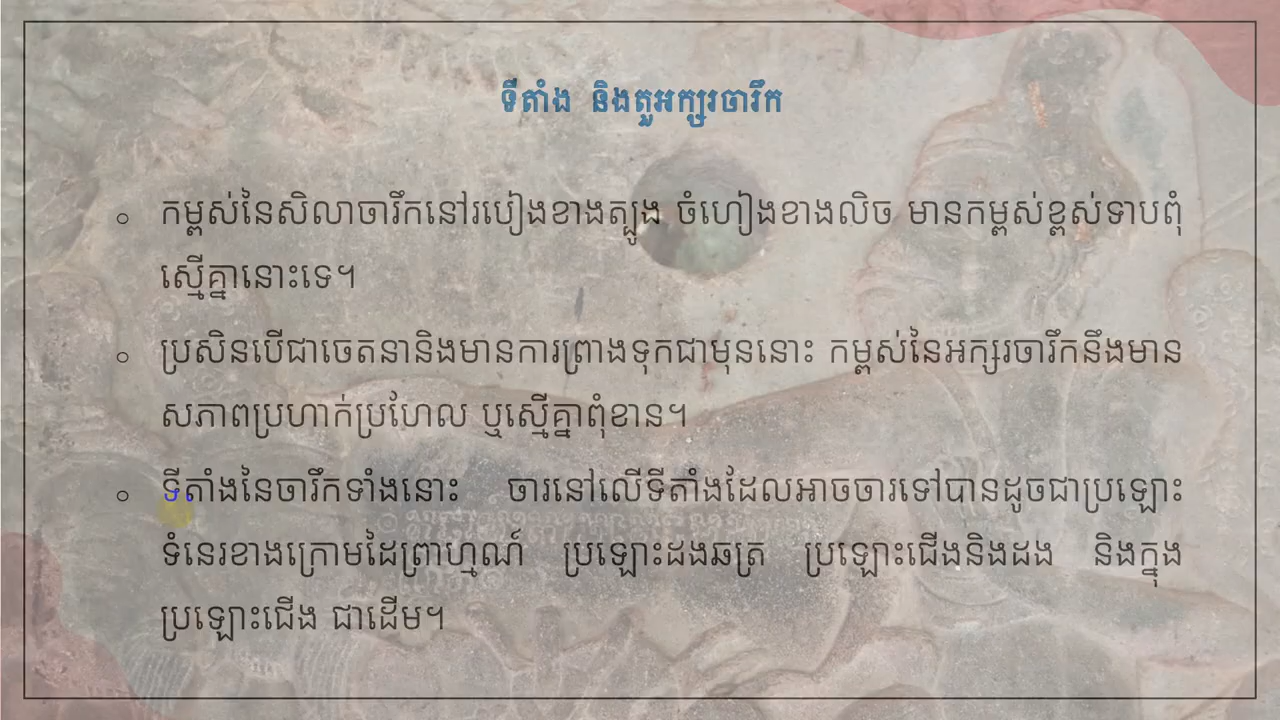 ទីតាំង និងតួអក្សរចារឹក
កម្ពស់នៃសិលាចារឹកនៅរបៀងខាងត្បូង ចំហៀងខាងលិច មានកម្ពស់ខ្ពស់ទាបពុំ
ស្មើគ្នានោះទេ។
ប្រសិនបើជាចេតនានិងមានការព្រាងទុកជាមុននោះ កម្ពស់នៃអក្សរចារឹកនឹងមាន
សភាពប្រហាក់ប្រហែល ឬស្មើគ្នាពុំខាន។
ទីតាំងនៃចារឹកទាំងនោះ ចារនៅលើទីតាំងដែលអាចចារទៅបានដូចជាប្រឡោះ
ទំនេរខាងក្រោមដៃព្រាហ្មណ៍ ប្រឡោះដងឆត្រ ប្រឡោះជើងនិងដង និងក្នុង
ប្រឡោះជើង ជាដើម។